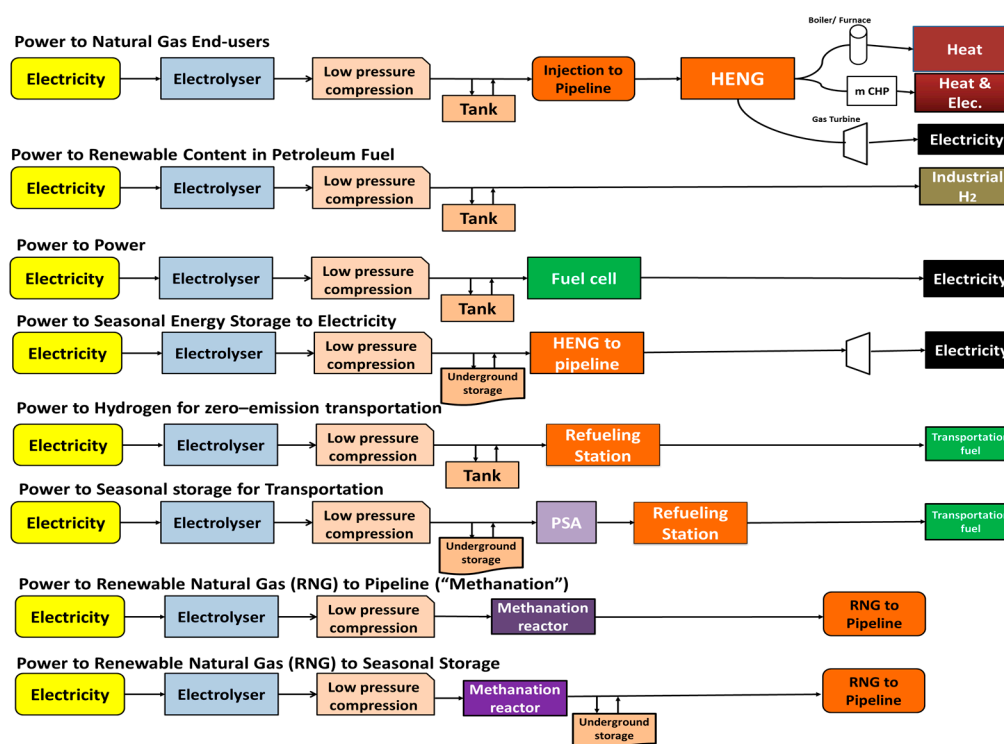 Power to Natural Gas End-users
Electricity
Electrolyser
Low pressure
compression
Tank
Injection to
Pipeline
HENG
Boiler/ Furnace
Heat
m CHP
Heat &
Elec.
Gas Turbine
Electricity
Power to Renewable Content in Petroleum Fuel
Electricity
Electrolyser
Low pressure
compression
Tank
Industrial
H2
Power to Power
Electricity
Electrolyser
Low pressure
compression
Tank
Fuel cell
Electricity
Power to Seasonal Energy Storage to Electricity
Electricity
Electrolyser
Low pressure
compression
Underground
storage
HENG to
pipeline
Electricity
Power to Hydrogen for zero–emission transportation
Electricity
Electrolyser
Low pressure
compression
Tank
Refueling
Station
Transportation
fuel
Power to Seasonal storage for Transportation
Electricity
Electrolyser
Low pressure
compression
Underground
storage
PSA
Refueling
Station
Transportation
fuel
Power to Renewable Natural Gas (RNG) to Pipeline (“Methanation”)
Electricity
Electrolyser
Low pressure
compression
Methanation
reactor
RNG to
Pipeline
Power to Renewable Natural Gas (RNG) to Seasonal Storage
Electricity
Electrolyser
Low pressure
compression
Methanation
reactor
Underground
storage
RNG to
Pipeline